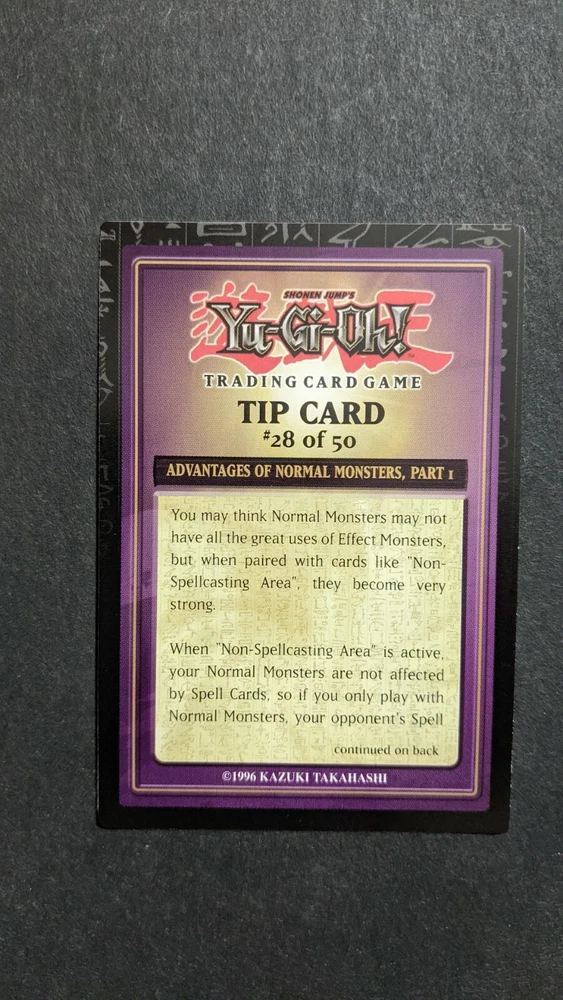 SHONEN JUMP'S
Yu-Gi-Oh!
TRADING CARD GAME
TIP CARD
#28 of 50
ADVANTAGES OF NORMAL MONSTERS, PART 1
You may think Normal Monsters may not
have all the great uses of Effect Monsters,
but when paired with cards like "Non-
Spellcasting Area", they become very
strong.
When "Non-Spellcasting Area" is active,
your Normal Monsters are not affected
by Spell Cards, so if you only play with
Normal Monsters, your opponent's Spell
continued on back
©1996 KAZUKI TAKAHASHI